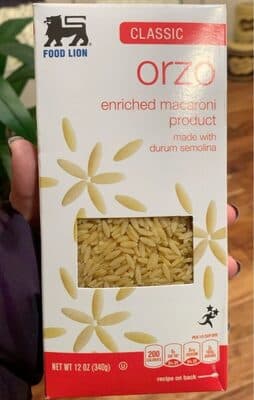 FOOD LION
CLASSIC
orzo
enriched macaroni
product
made with
durum semolina
200
CALORIES
NET WT 12 OZ (340g)
recipe on back